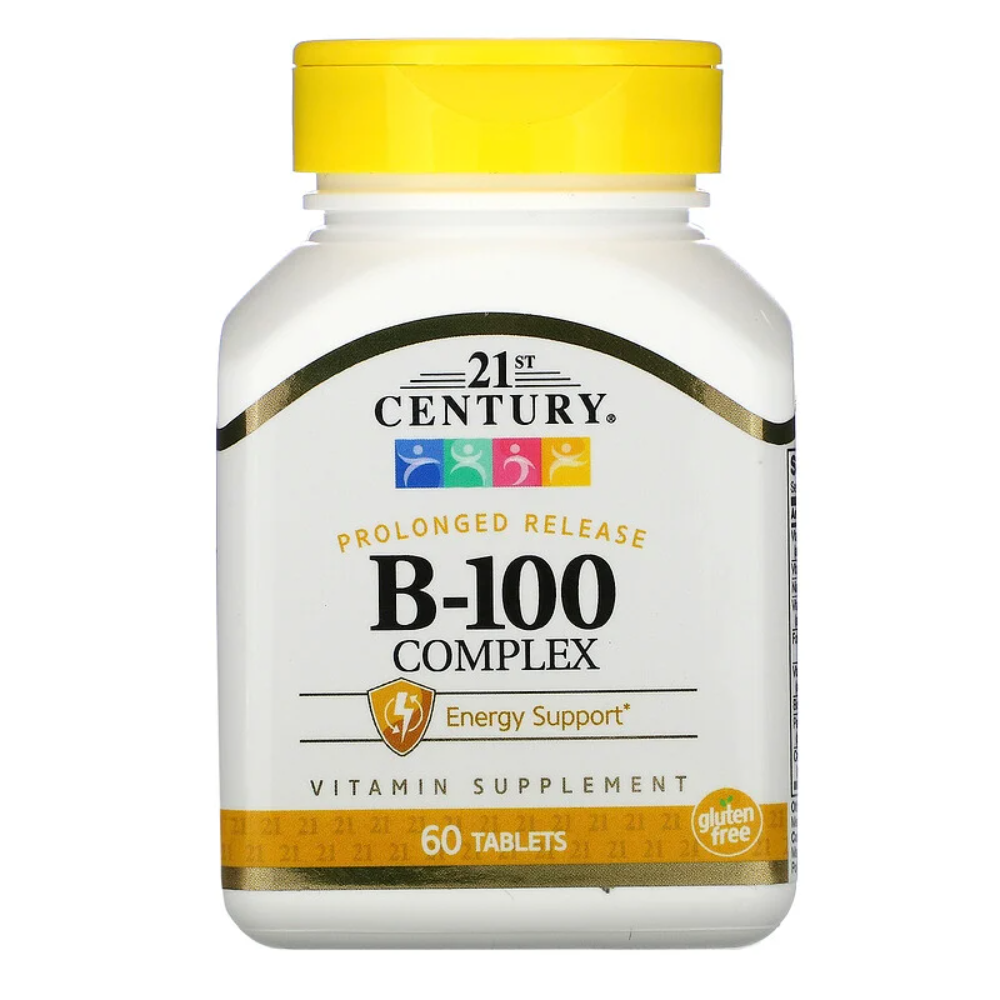 21ST
CENTURY®
PROLONGED RELEASE
B-100
COMPLEX
Energy Support*
VITAMIN SUPPLEMENT
60 TABLETS
gluten
free